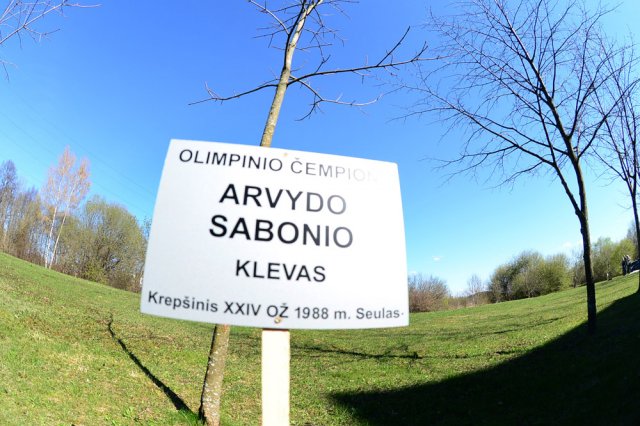 OLIMPINIO ČEMPION
ARVYDO
SABONIO
KLEVAS
Krepšinis XXIV OŽ 1988 m. Seulas